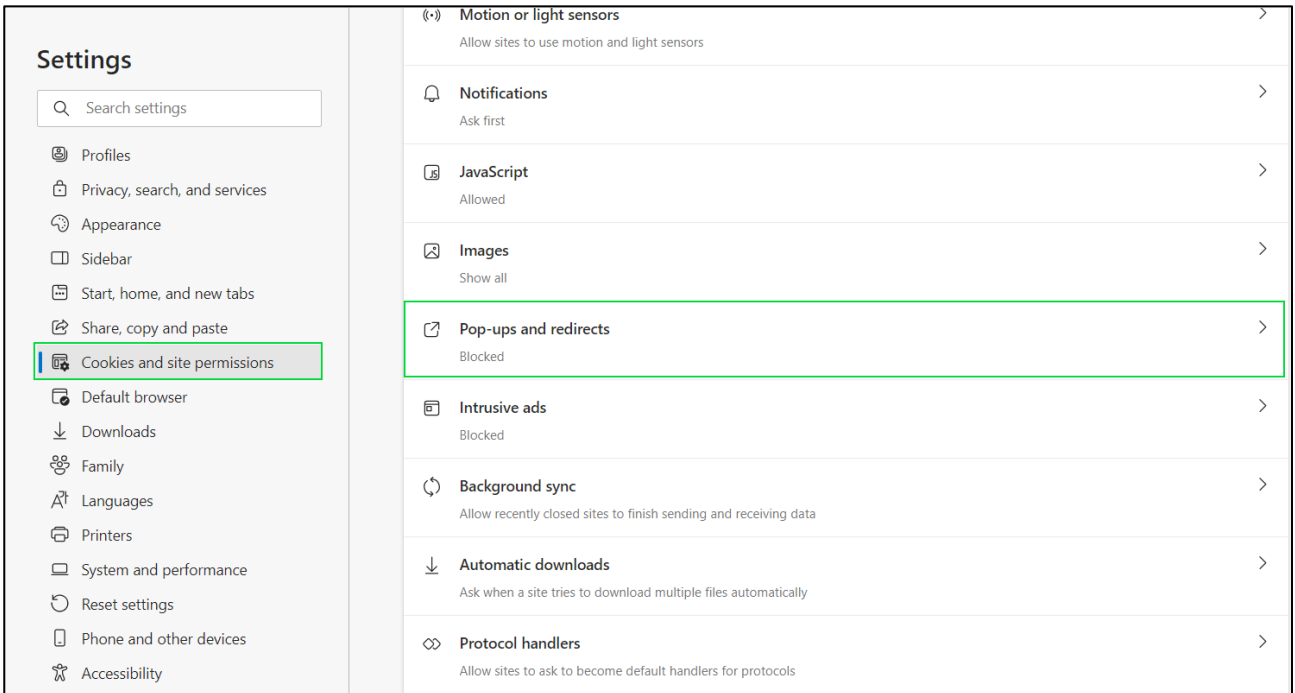 Settings
Search settings
Profiles
Privacy, search, and services
Appearance
Sidebar
Start, home, and new tabs
Share, copy and paste
Cookies and site permissions
Default browser
Downloads
Family
Languages
Printers
System and performance
Reset settings
Phone and other devices
Accessibility
Motion or light sensors
Allow sites to use motion and light sensors
Notifications
Ask first
JavaScript
Allowed
Images
Show all
Pop-ups and redirects
Blocked
Intrusive ads
Blocked
Background sync
Allow recently closed sites to finish sending and receiving data
Automatic downloads
Ask when a site tries to download multiple files automatically
Protocol handlers
Allow sites to ask to become default handlers for protocols